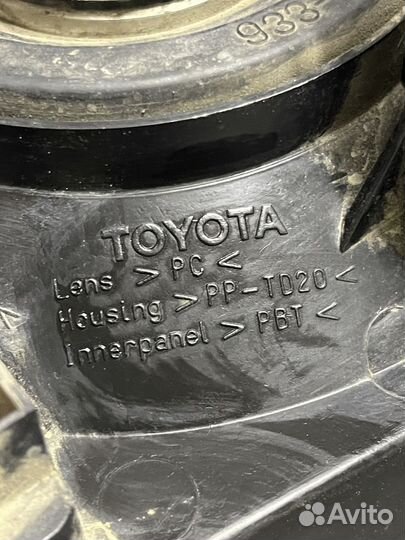 933-
TOYOTA
Lens > PC <
Housing > PP-TD20 <
Innerpanel > PBT <
Avito